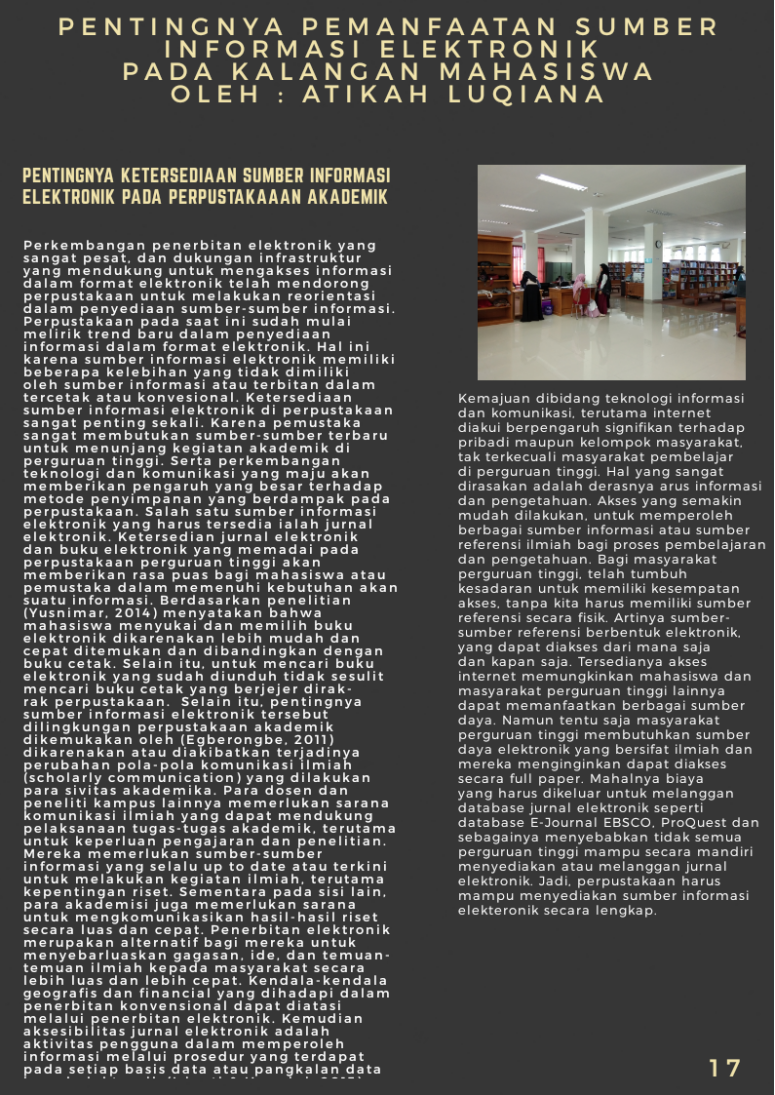 PENTINGNYA PEMANFAATAN SUMBER
INFORMASI ELEKTRONIK
PADA KALANGAN MAHASISWA
OLEH : ATIKAH LUQIANA
PENTINGNYA KETERSEDIAAN SUMBER INFORMASI
ELEKTRONIK PADA PERPUSTAKAAAN AKADEMIK
Perkembangan penerbitan elektronik yang
sangat pesat, dan dukungan infrastruktur
yang mendukung untuk mengakses informasi
dalam format elektronik telah mendorong
perpustakaan untuk melakukan reorientasi
dalam penyediaan sumber-sumber informasi.
Perpustakaan pada saat ini sudah mulai
melirik trend baru dalam penyediaan
informasi dalam format elektronik. Hal ini
karena sumber informasi elektronik memiliki
beberapa kelebihan yang tidak dimiliki
oleh sumber informasi atau terbitan dalam
tercetak atau konvesional. Ketersediaan
sumber informasi elektronik di perpustakaan
sangat penting sekali. Karena pemustaka
sangat membutukan sumber-sumber terbaru
untuk menunjang kegiatan akademik di
perguruan tinggi. Serta perkembangan
teknologi dan komunikasi yang maju akan
memberikan pengaruh yang besar terhadap
metode penyimpanan yang berdampak pada
perpustakaan. Salah satu sumber informasi
elektronik yang harus tersedia ialah jurnal
elektronik. Ketersedian jurnal elektronik
dan buku elektronik yang memadai pada
perpustakaan perguruan tinggi akan
memberikan rasa puas bagi mahasiswa atau
pemustaka dalam memenuhi kebutuhan akan
suatu informasi. Berdasarkan penelitian
(Yusnimar, 2014) menyatakan bahwa
mahasiswa menyukai dan memilih buku
elektronik dikarenakan lebih mudah dan
cepat ditemukan dan dibandingkan dengan
buku cetak. Selain itu, untuk mencari buku
elektronik yang sudah diunduh tidak sesulit
mencari buku cetak yang berjejer dirak-
rak perpustakaan. Selain itu, pentingnya
sumber informasi elektronik tersebut
dilingkungan perpustakaan akademik
dikemukakan oleh (Egberongbe, 2011)
dikarenakan atau diakibatkan terjadinya
perubahan pola-pola komunikasi ilmiah
(scholarly communication) yang dilakukan
para sivitas akademika. Para dosen dan
peneliti kampus lainnya memerlukan sarana
komunikasi ilmiah yang dapat mendukung
pelaksanaan tugas-tugas akademik, terutama
untuk keperluan pengajaran dan penelitian.
Mereka memerlukan sumber-sumber
informasi yang selalu up to date atau terkini
untuk melakukan kegiatan ilmiah, terutama
kepentingan riset. Sementara pada sisi lain,
para akademisi juga memerlukan sarana
untuk mengkomunikasikan hasil-hasil riset
secara luas dan cepat. Penerbitan elektronik
merupakan alternatif bagi mereka untuk
menyebarluaskan gagasan, ide, dan temuan-
temuan ilmiah kepada masyarakat secara
lebih luas dan lebih cepat. Kendala-kendala
geografis dan financial yang dihadapi dalam
penerbitan konvensional dapat diatasi
melalui penerbitan elektronik. Kemudian
aksesibilitas jurnal elektronik adalah
aktivitas pengguna dalam memperoleh
informasi melalui prosedur yang terdapat
pada setiap basis data atau pangkalan data
Kemajuan dibidang teknologi informasi
dan komunikasi, terutama internet
diakui berpengaruh signifikan terhadap
pribadi maupun kelompok masyarakat,
tak terkecuali masyarakat pembelajar
di perguruan tinggi. Hal yang sangat
dirasakan adalah derasnya arus informasi
dan pengetahuan. Akses yang semakin
mudah dilakukan, untuk memperoleh
berbagai sumber informasi atau sumber
referensi ilmiah bagi proses pembelajaran
dan pengetahuan. Bagi masyarakat
perguruan tinggi, telah tumbuh
kesadaran untuk memiliki kesempatan
akses, tanpa kita harus memiliki sumber
referensi secara fisik. Artinya sumber-
sumber referensi berbentuk elektronik,
yang dapat diakses dari mana saja
dan kapan saja. Tersedianya akses
internet memungkinkan mahasiswa dan
masyarakat perguruan tinggi lainnya
dapat memanfaatkan berbagai sumber
daya. Namun tentu saja masyarakat
perguruan tinggi membutuhkan sumber
daya elektronik yang bersifat ilmiah dan
mereka menginginkan dapat diakses
secara full paper. Mahalnya biaya
yang harus dikeluar untuk melanggan
database jurnal elektronik seperti
database E-Journal EBSCO, ProQuest dan
sebagainya menyebabkan tidak semua
perguruan tinggi mampu secara mandiri
menyediakan atau melanggan jurnal
elektronik. Jadi, perpustakaan harus
mampu menyediakan sumber informasi
elekteronik secara lengkap.
17